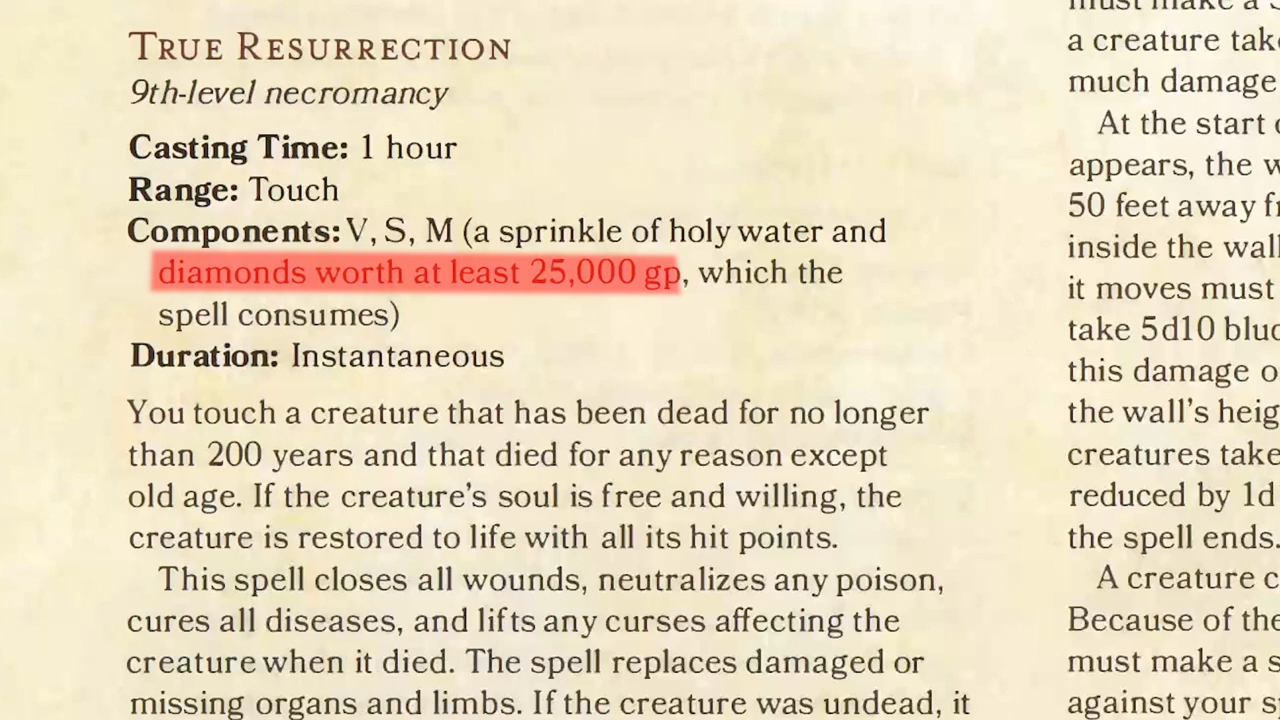 TRUE RESURRECTION
9th-level necromancy
Casting Time: 1 hour
Range: Touch
Components: V, S, M (a sprinkle of holy water and
diamonds worth at least 25,000 gp, which the
spell consumes)
Duration: Instantaneous
You touch a creature that has been dead for no longer
than 200 years and that died for any reason except
old age. If the creature's soul is free and willing, the
creature is restored to life with all its hit points.
This spell closes all wounds, neutralizes any poison,
cures all diseases, and lifts any curses affecting the
creature when it died. The spell replaces damaged or
missing organs and limbs. If the creature was undead, it
must make a
a creature
much damage
At the start
appears, the
50 feet away
inside the
it moves must
take 5d10
this damage
the wall's
creatures take
reduced by
the spell ends.
A creature
Because of the
must make a
against your